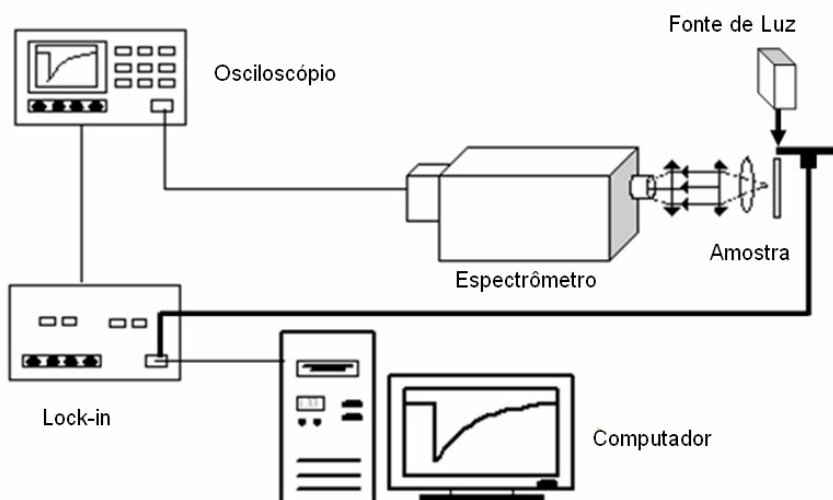 Fonte de Luz
Osciloscópio
Amostra
Espectrômetro
Lock-in
Computador